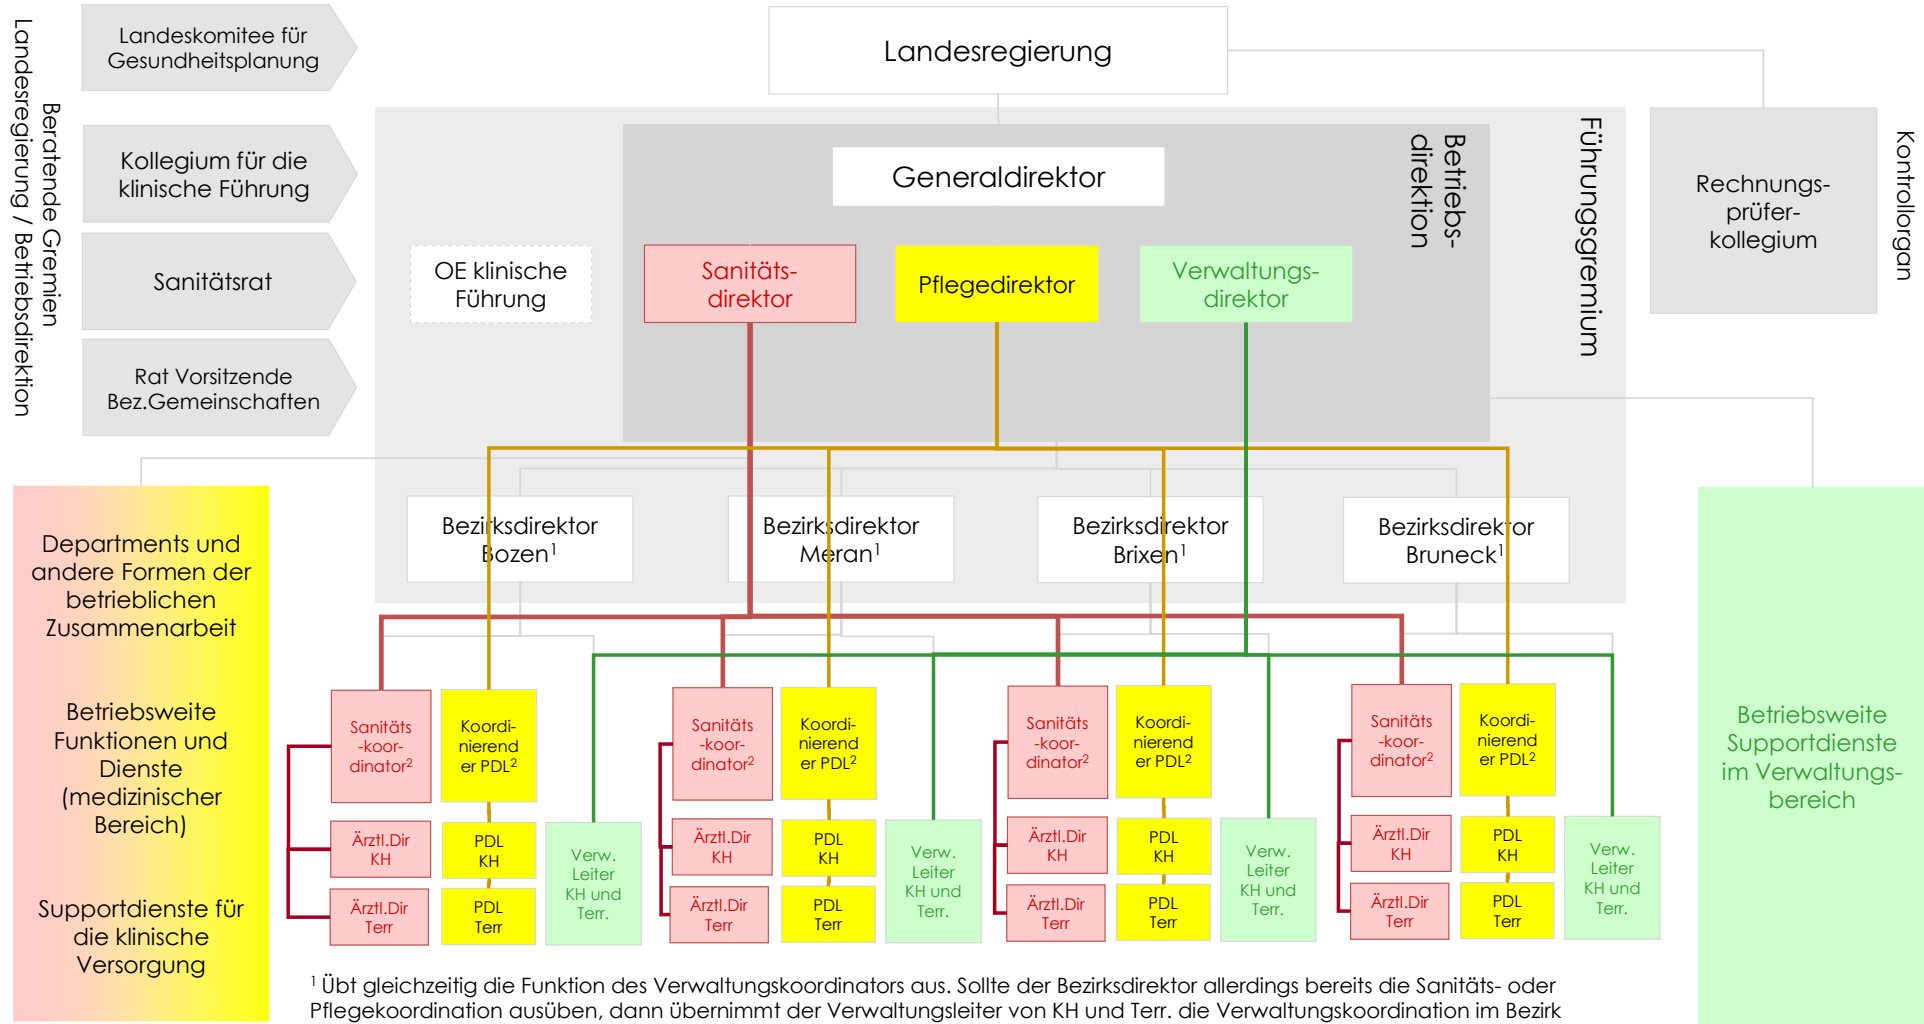 Beratende Gremien
Landesregierung / Betriebsdirektion
Landeskomitee für
Gesundheitsplanung
Kollegium für die
klinische Führung
Sanitätsrat
Rat Vorsitzende
Bez.Gemeinschaften
Landesregierung
Führungsgremium
Betriebs-
direktion
Generaldirektor
OE klinische
Führung
Sanitäts-
direktor
Pflegedirektor
Verwaltungs-
direktor
Rechnungs-
prüfer-
kollegium
Kontrollorgan
Bezirksdirektor
Bozen¹
Bezirksdirektor
Meran¹
Bezirksdirektor
Brixen¹
Bezirksdirektor
Bruneck¹
Departments und
andere Formen der
betrieblichen
Zusammenarbeit
Betriebsweite
Funktionen und
Dienste
(medizinischer
Bereich)
Supportdienste für
die klinische
Versorgung
Sanitäts
-koor-
dinator²
Koordi-
nierend
er PDL²
Ärztl.Dir
KH
PDL
KH
Ärztl.Dir
Terr
PDL
Terr
Verw.
Leiter
KH und
Terr.
Sanitäts
-koor-
dinator²
Koordi-
nierend
er PDL²
Ärztl.Dir
KH
PDL
KH
Ärztl.Dir
Terr
PDL
Terr
Verw.
Leiter
KH und
Terr.
Sanitäts
-koor-
dinator²
Koordi-
nierend
er PDL²
Ärztl.Dir
KH
PDL
KH
Ärztl.Dir
Terr
PDL
Terr
Verw.
Leiter
KH und
Terr.
Sanitäts
-koor-
dinator²
Koordi-
nierend
er PDL²
Ärztl.Dir
KH
PDL
KH
Ärztl.Dir
Terr
PDL
Terr
Verw.
Leiter
KH und
Terr.
Betriebsweite
Supportdienste
im Verwaltungs-
bereich
¹ Übt gleichzeitig die Funktion des Verwaltungskoordinators aus. Sollte der Bezirksdirektor allerdings bereits die Sanitäts- oder
Pflegekoordination ausüben, dann übernimmt der Verwaltungsleiter von KH und Terr. die Verwaltungskoordination im Bezirk